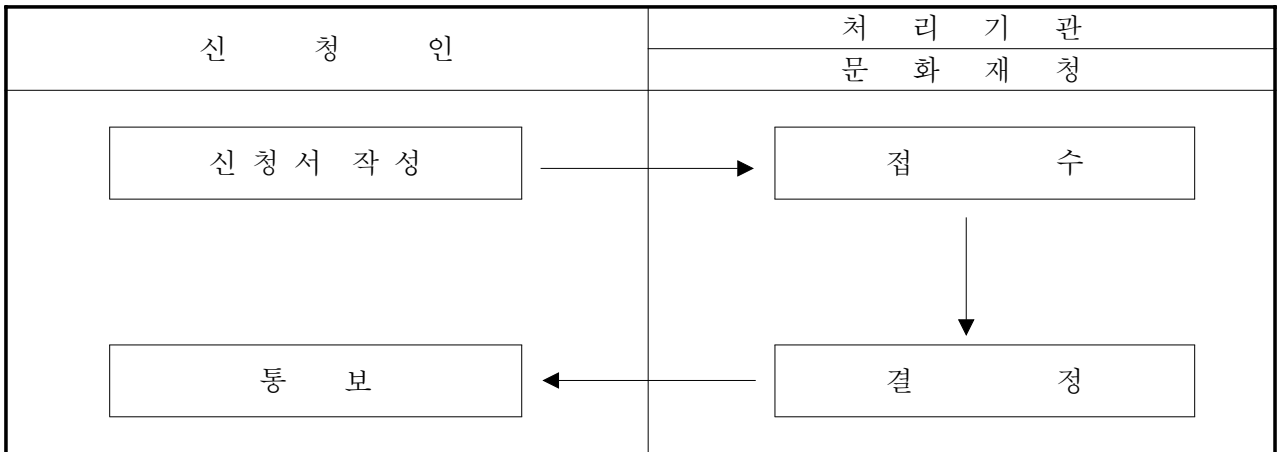 신 청 인
처 리 기 관
문 화 재 청
신 청 서 작 성
접 수
통 보
결 정